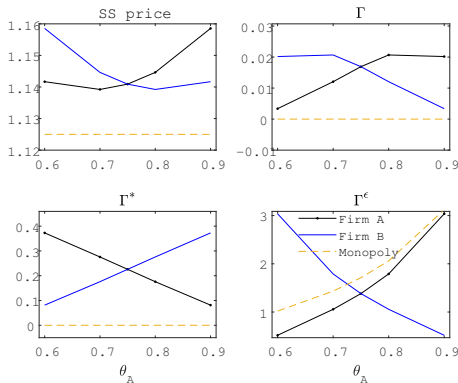 SS price
1.16
1.15
1.14
1.13
1.12
0.6 0.7 0.8 0.9
Γ
0.03
0.02
0.01
0
-0.01
0.6 0.7 0.8 0.9
Γ*
0.4
0.3
0.2
0.1
0
0.6 0.7 0.8 0.9
θ_A
Γ^ϵ
3
2
1
0.6 0.7 0.8 0.9
θ_A
Firm A
Firm B
Monopoly